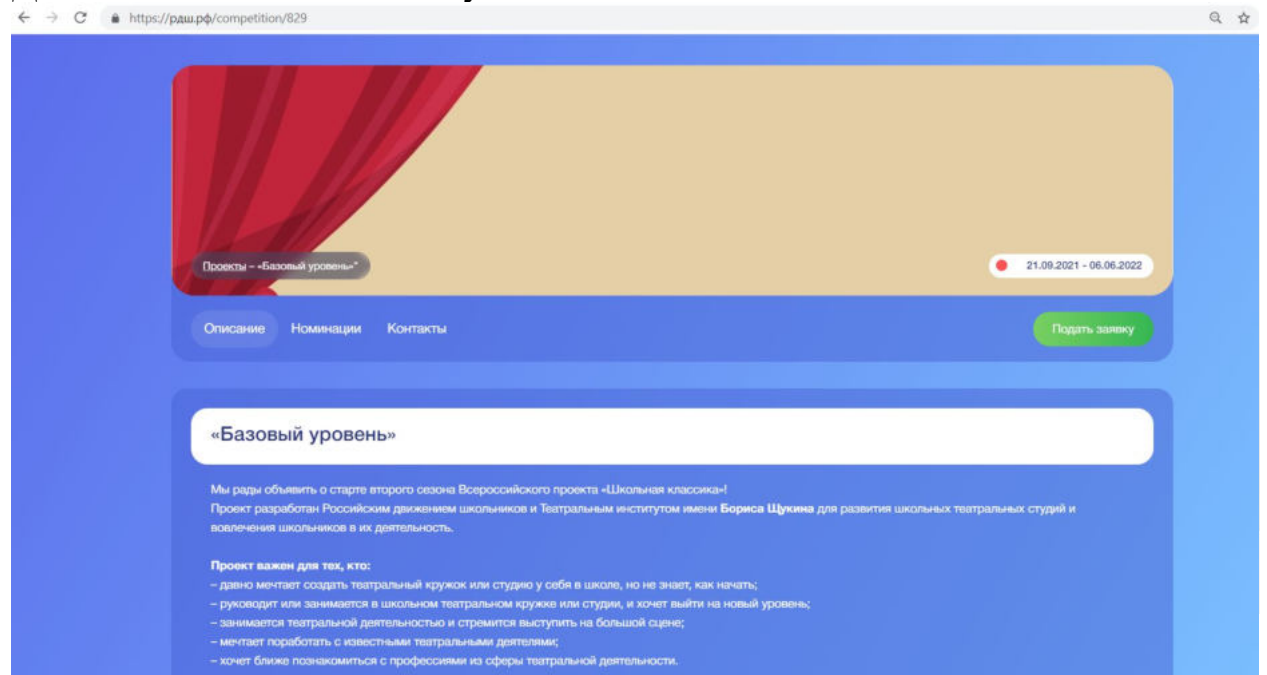 https://рдш.рф/competition/829
Проекты – «Базовый уровень»"
21.09.2021 - 06.06.2022
Описание
Номинации
Контакты
Подать заявку
«Базовый уровень»
Мы рады объявить о старте второго сезона Всероссийского проекта «Школьная классика»!
Проект разработан Российским движением школьников и Театральным институтом имени Бориса Щукина для развития школьных театральных студий и
вовлечения школьников в их деятельность.
Проект важен для тех, кто:
– давно мечтает создать театральный кружок или студию у себя в школе, но не знает, как начать;
– руководит или занимается в школьном театральном кружке или студии, и хочет выйти на новый уровень;
– занимается театральной деятельностью и стремится выступить на большой сцене;
– мечтает поработать с известными театральными деятелями;
– хочет ближе познакомиться с профессиями из сферы театральной деятельности.